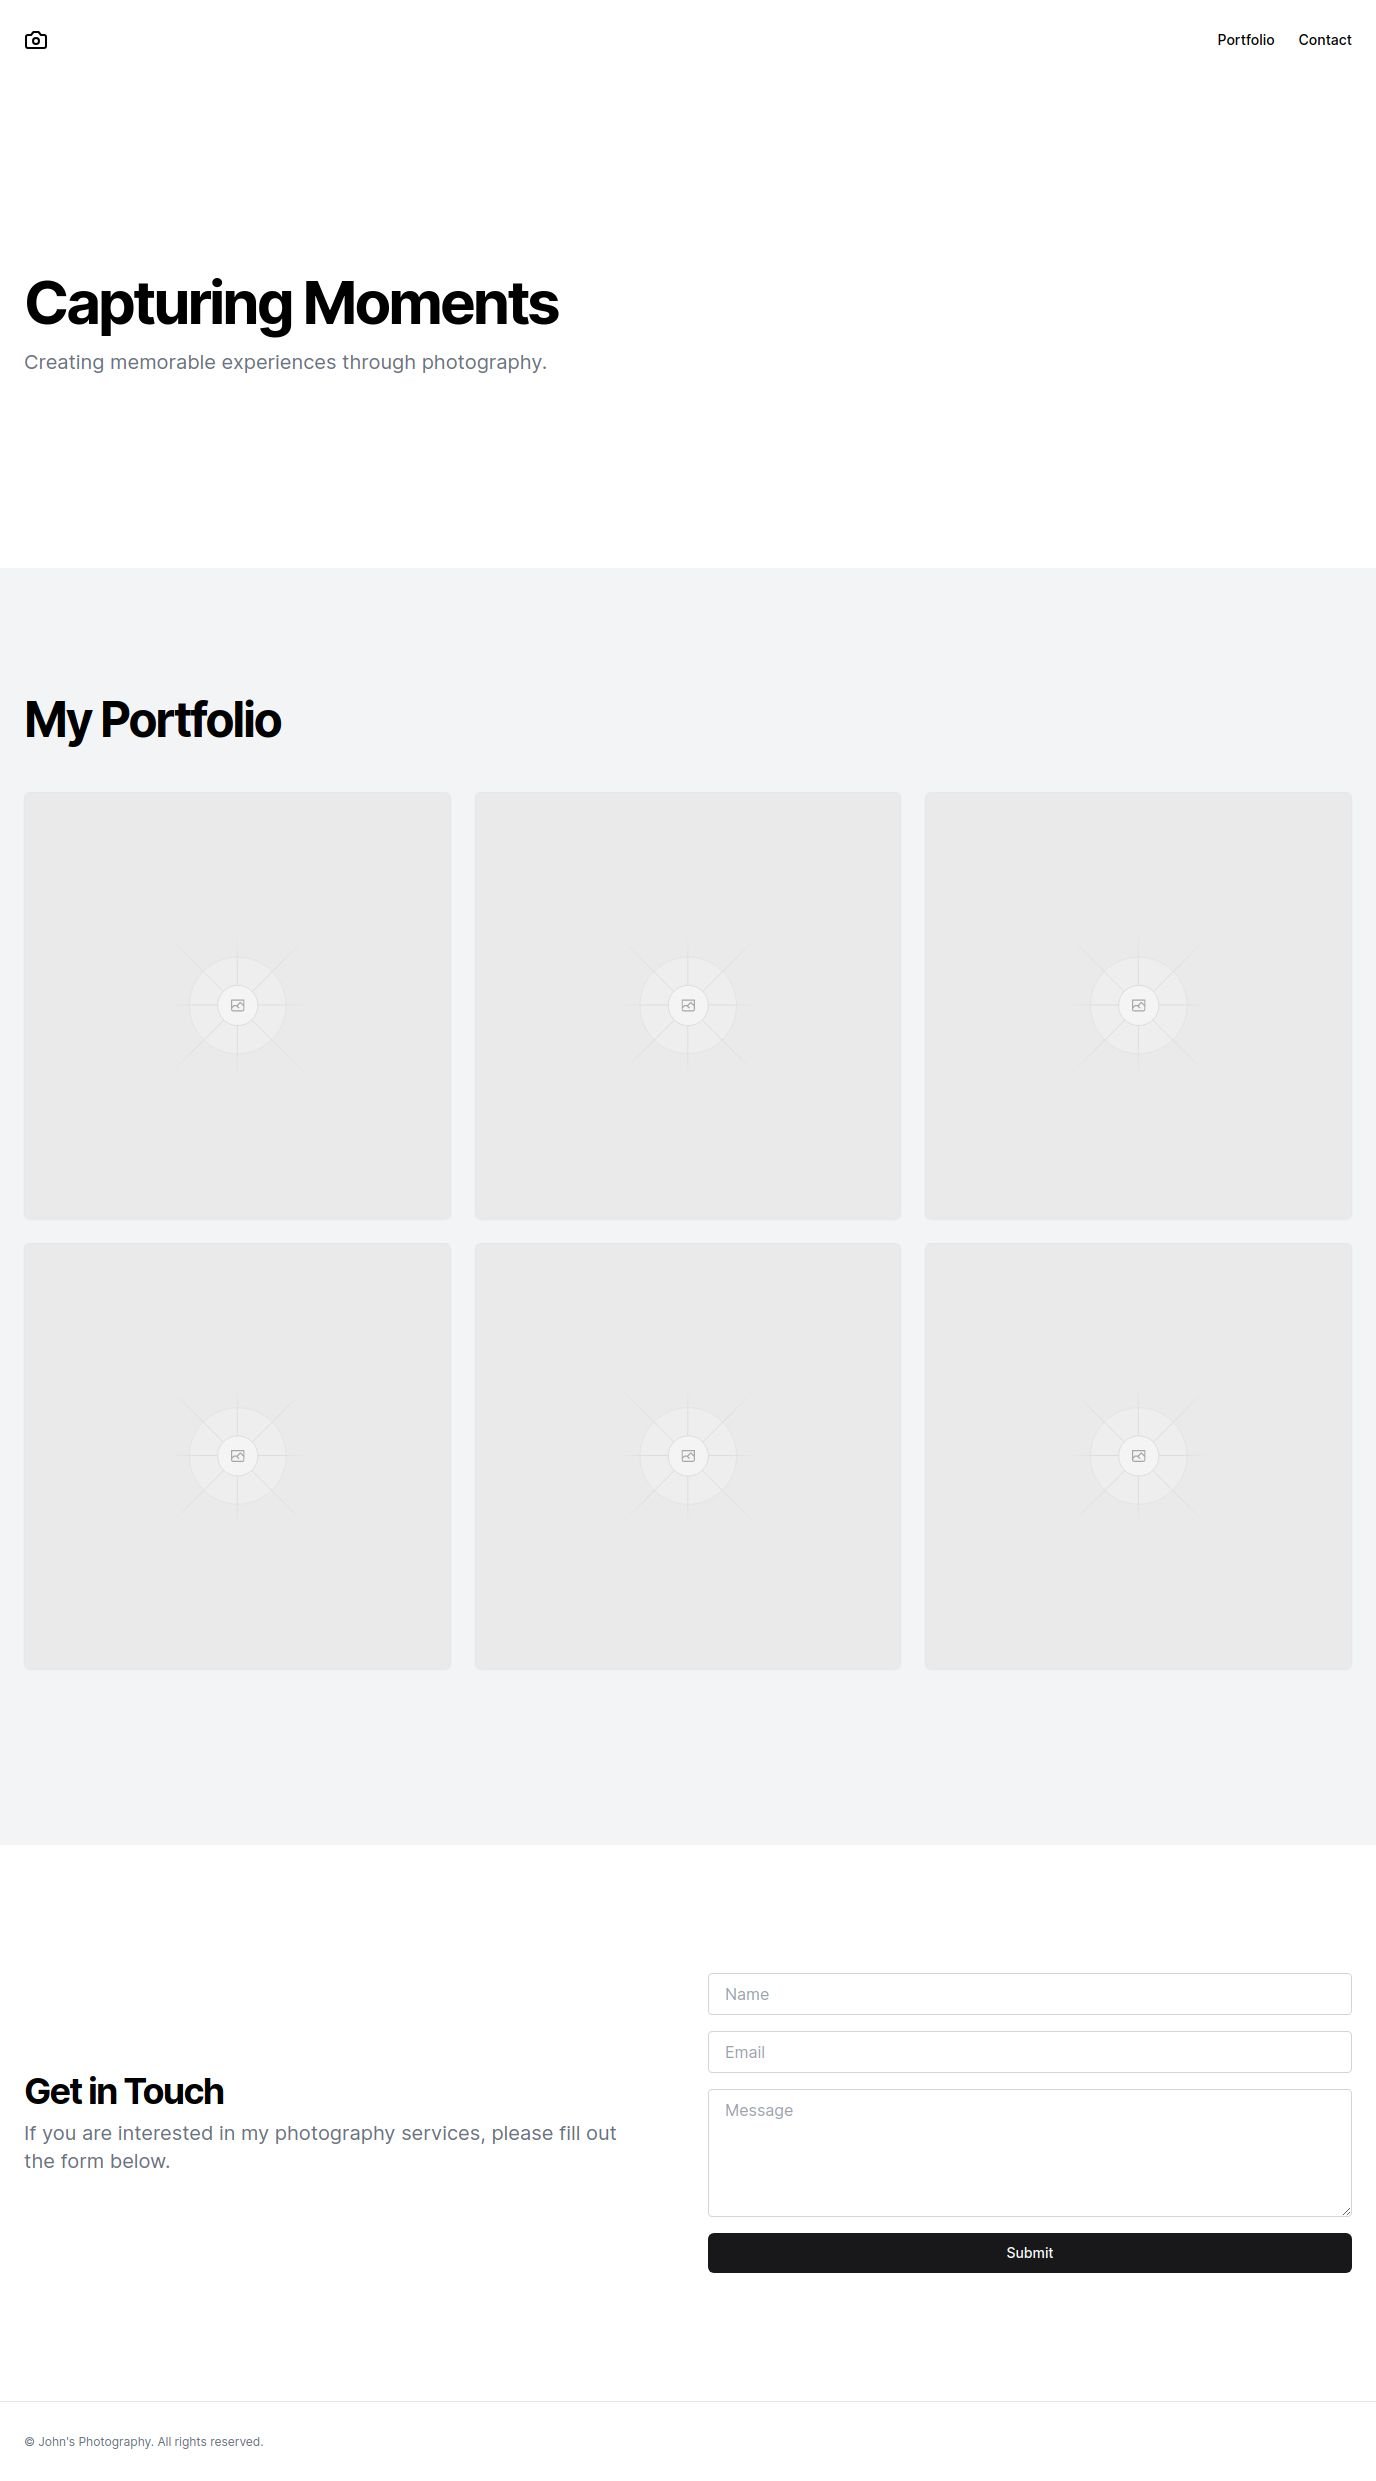 Portfolio Contact
Capturing Moments
Creating memorable experiences through photography.
My Portfolio
Get in Touch
If you are interested in my photography services, please fill out
the form below.
Name
Email
Message
Submit
© John's Photography. All rights reserved.